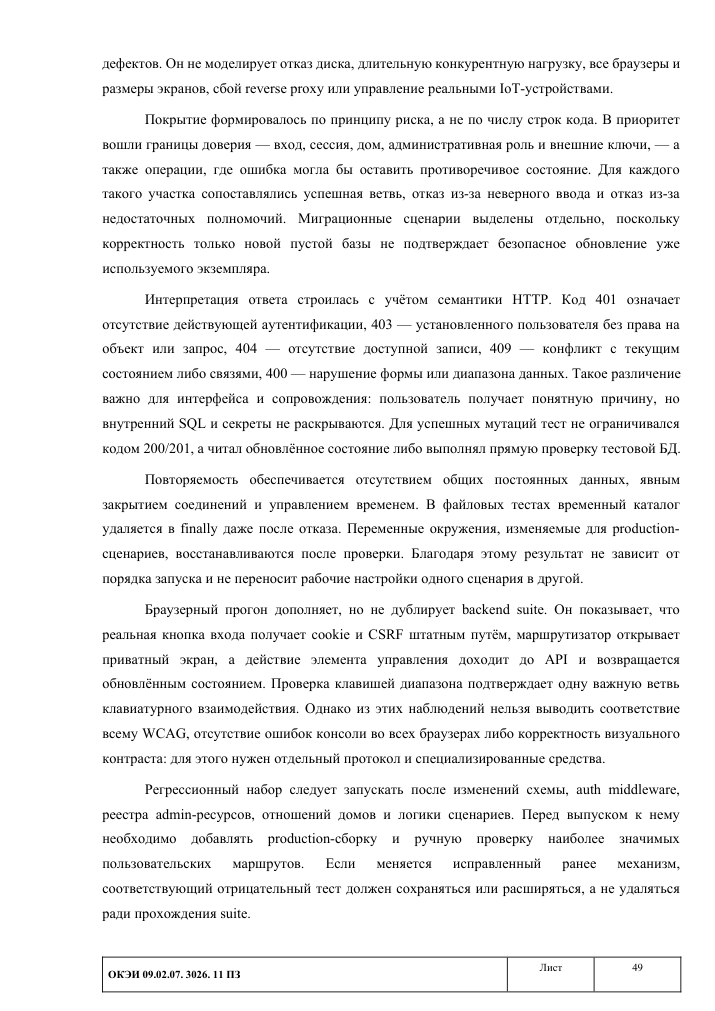 дефектов. Он не моделирует отказ диска, длительную конкурентную нагрузку, все браузеры и
размеры экранов, сбой reverse proxy или управление реальными IoT-устройствами.
Покрытие формировалось по принципу риска, а не по числу строк кода. В приоритет
вошли границы доверия — вход, сессия, дом, административная роль и внешние ключи, — а
также операции, где ошибка могла бы оставить противоречивое состояние. Для каждого
такого участка сопоставлялись успешная ветвь, отказ из-за неверного ввода и отказ из-за
недостаточных полномочий. Миграционные сценарии выделены отдельно, поскольку
корректность только новой пустой базы не подтверждает безопасное обновление уже
используемого экземпляра.
Интерпретация ответа строилась с учётом семантики HTTP. Код 401 означает
отсутствие действующей аутентификации, 403 — установленного пользователя без права на
объект или запрос, 404 — отсутствие доступной записи, 409 — конфликт с текущим
состоянием либо связями, 400 — нарушение формы или диапазона данных. Такое различение
важно для интерфейса и сопровождения: пользователь получает понятную причину, но
внутренний SQL и секреты не раскрываются. Для успешных мутаций тест не ограничивался
кодом 200/201, а читал обновлённое состояние либо выполнял прямую проверку тестовой БД.
Повторяемость обеспечивается отсутствием общих постоянных данных, явным
закрытием соединений и управлением временем. В файловых тестах временный каталог
удаляется в finally даже после отказа. Переменные окружения, изменяемые для production-
сценариев, восстанавливаются после проверки. Благодаря этому результат не зависит от
порядка запуска и не переносит рабочие настройки одного сценария в другой.
Браузерный прогон дополняет, но не дублирует backend suite. Он показывает, что
реальная кнопка входа получает cookie и CSRF штатным путём, маршрутизатор открывает
приватный экран, а действие элемента управления доходит до API и возвращается
обновлённым состоянием. Проверка клавишей диапазона подтверждает одну важную ветвь
клавиатурного взаимодействия. Однако из этих наблюдений нельзя выводить соответствие
всему WCAG, отсутствие ошибок консоли во всех браузерах либо корректность визуального
контраста: для этого нужен отдельный протокол и специализированные средства.
Регрессионный набор следует запускать после изменений схемы, auth middleware,
реестра admin-ресурсов, отношений домов и логики сценариев. Перед выпуском к нему
необходимо добавлять production-сборку и ручную проверку наиболее значимых
пользовательских маршрутов. Если меняется исправленный ранее механизм,
соответствующий отрицательный тест должен сохраняться или расширяться, а не удаляться
ради прохождения suite.
ОКЭИ 09.02.07. 3026. 11 ПЗ
Лист
49